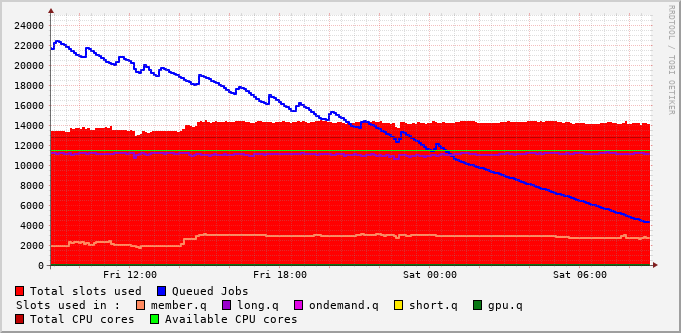 RRDTOOL / TOBI OETIKER
24000
22000
20000
18000
16000
14000
12000
10000
8000
6000
4000
2000
0
Fri 12:00 Fri 18:00 Sat 00:00 Sat 06:00
Total slots used Queued Jobs
Slots used in : member.q long.q ondemand.q short.q gpu.q
Total CPU cores Available CPU cores